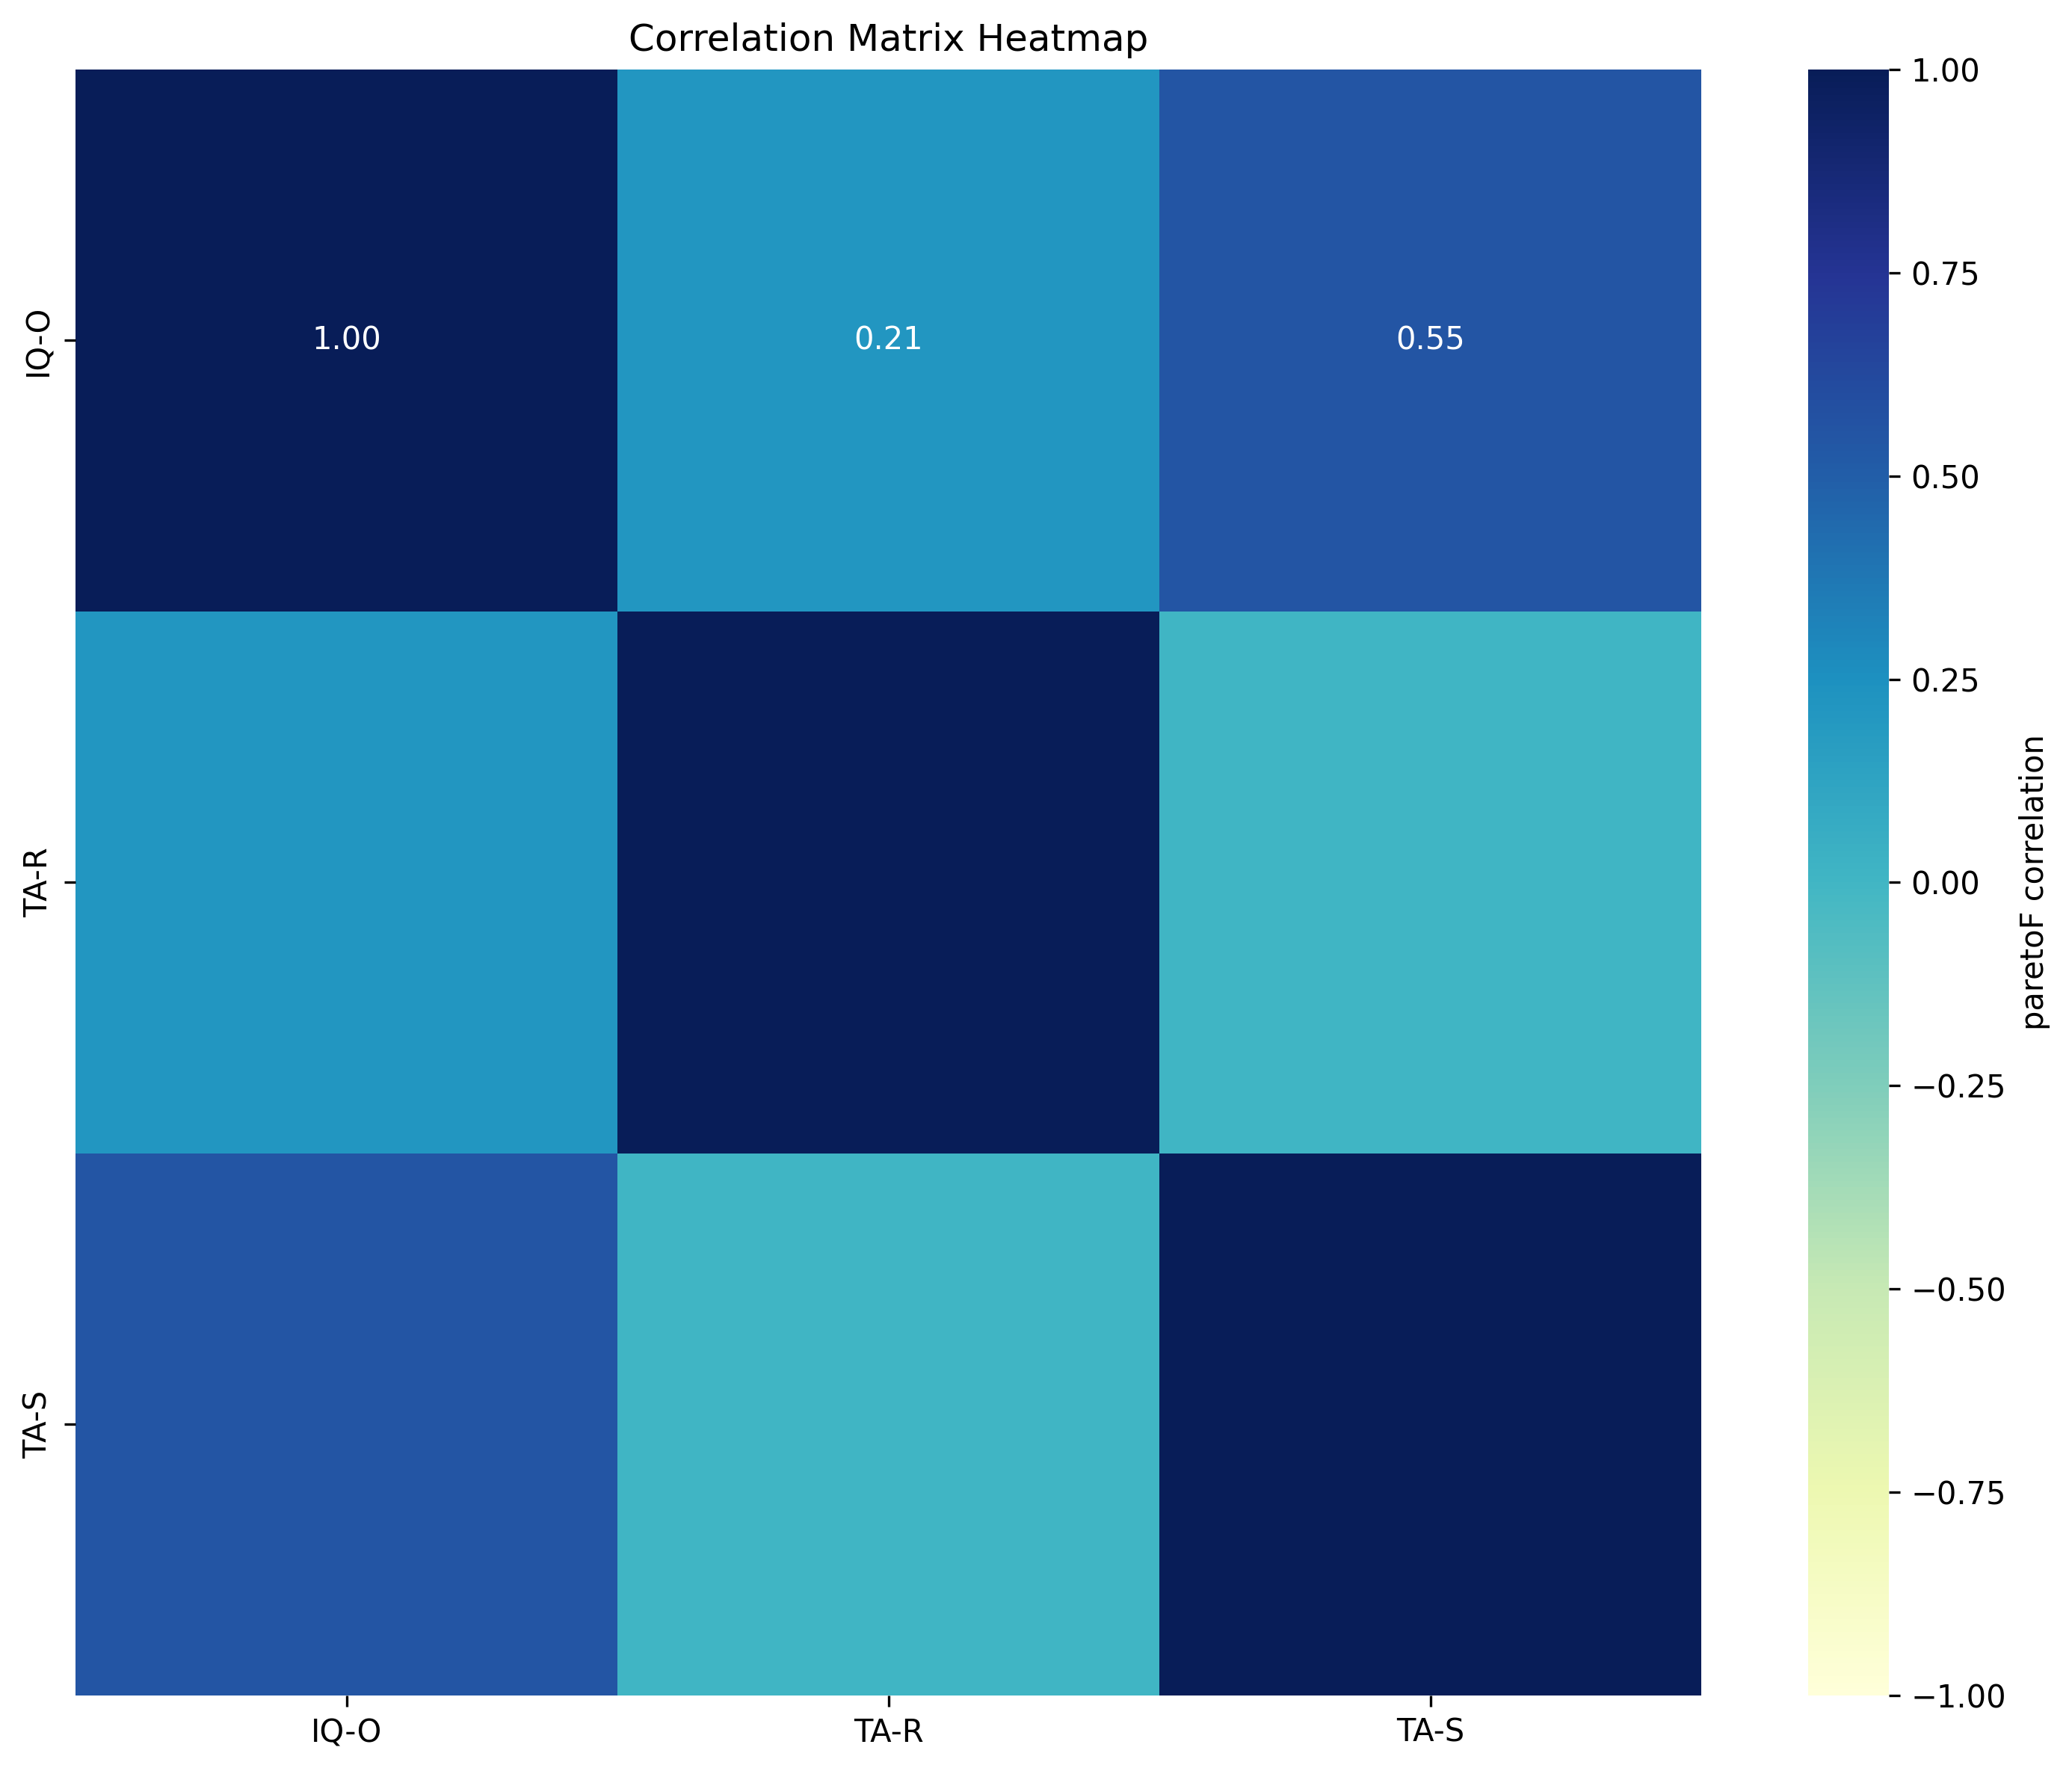 Correlation Matrix Heatmap
IQ-O
TA-R
TA-S
1.00
0.21
0.55
IQ-O
TA-R
TA-S
1.00
0.75
0.50
0.25
0.00
−0.25
−0.50
−0.75
−1.00
paretoF correlation